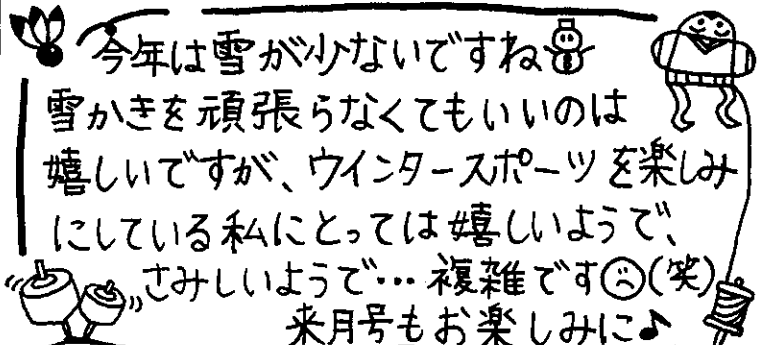 今年は雪が少ないですね
雪かきを頑張らなくてもいいのは
嬉しいですが、ウインタースポーツを楽しみ
にしている私にとっては嬉しいようで、
さみしいようで…複雑です☹(笑)
来月号もお楽しみに♪